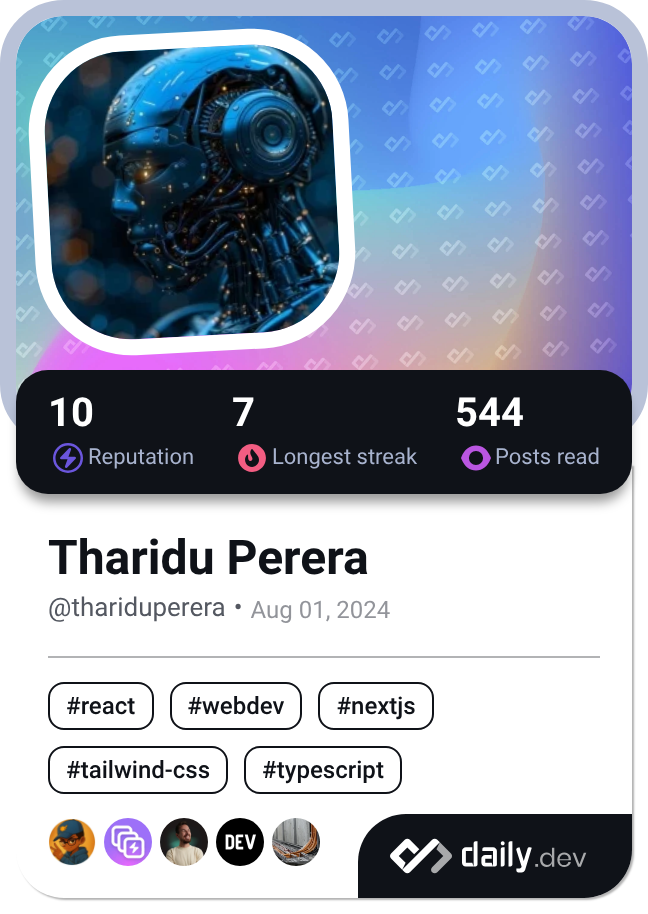 10 7 544
Reputation Longest streak Posts read
Tharidu Perera
@thariduperera • Aug 01, 2024
#react #webdev #nextjs
#tailwind-css #typescript
DEV
daily.dev